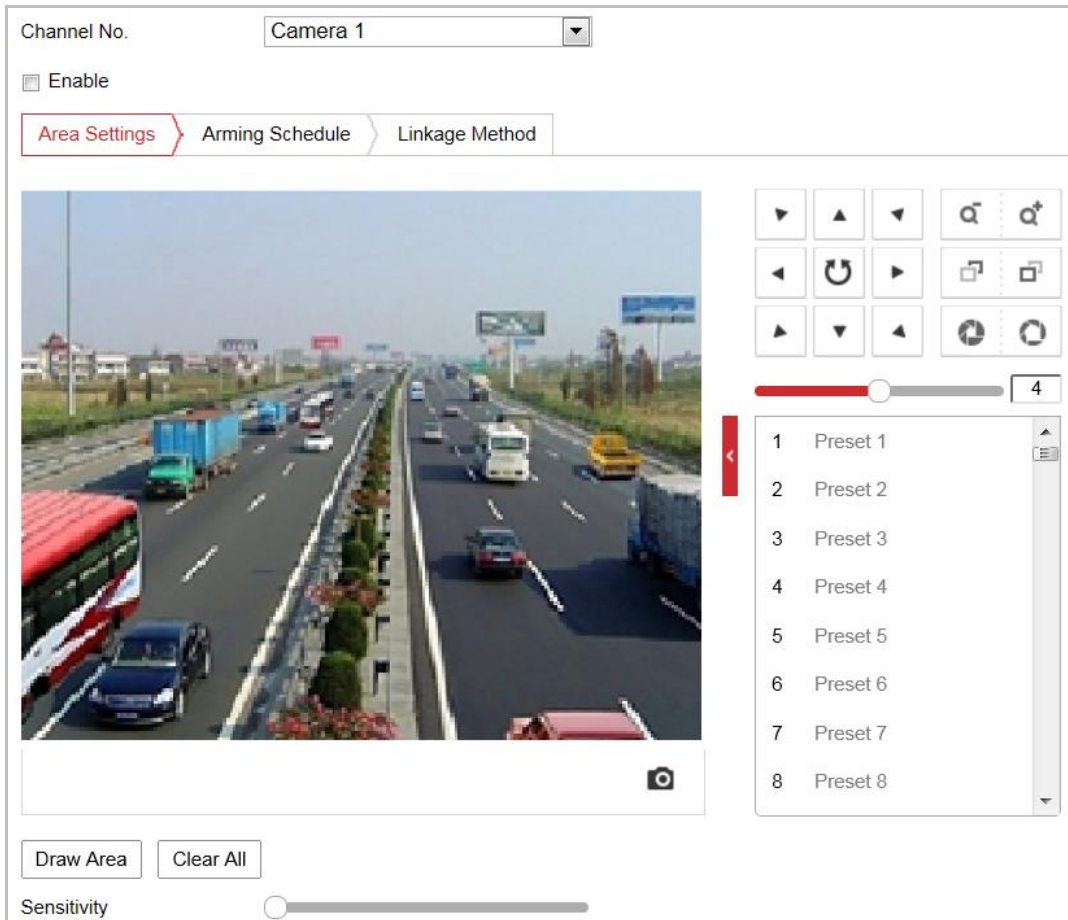 Channel No. Camera 1
Enable
Area Settings Arming Schedule Linkage Method
4
1 Preset 1
2 Preset 2
3 Preset 3
4 Preset 4
5 Preset 5
6 Preset 6
7 Preset 7
8 Preset 8
Draw Area Clear All
Sensitivity